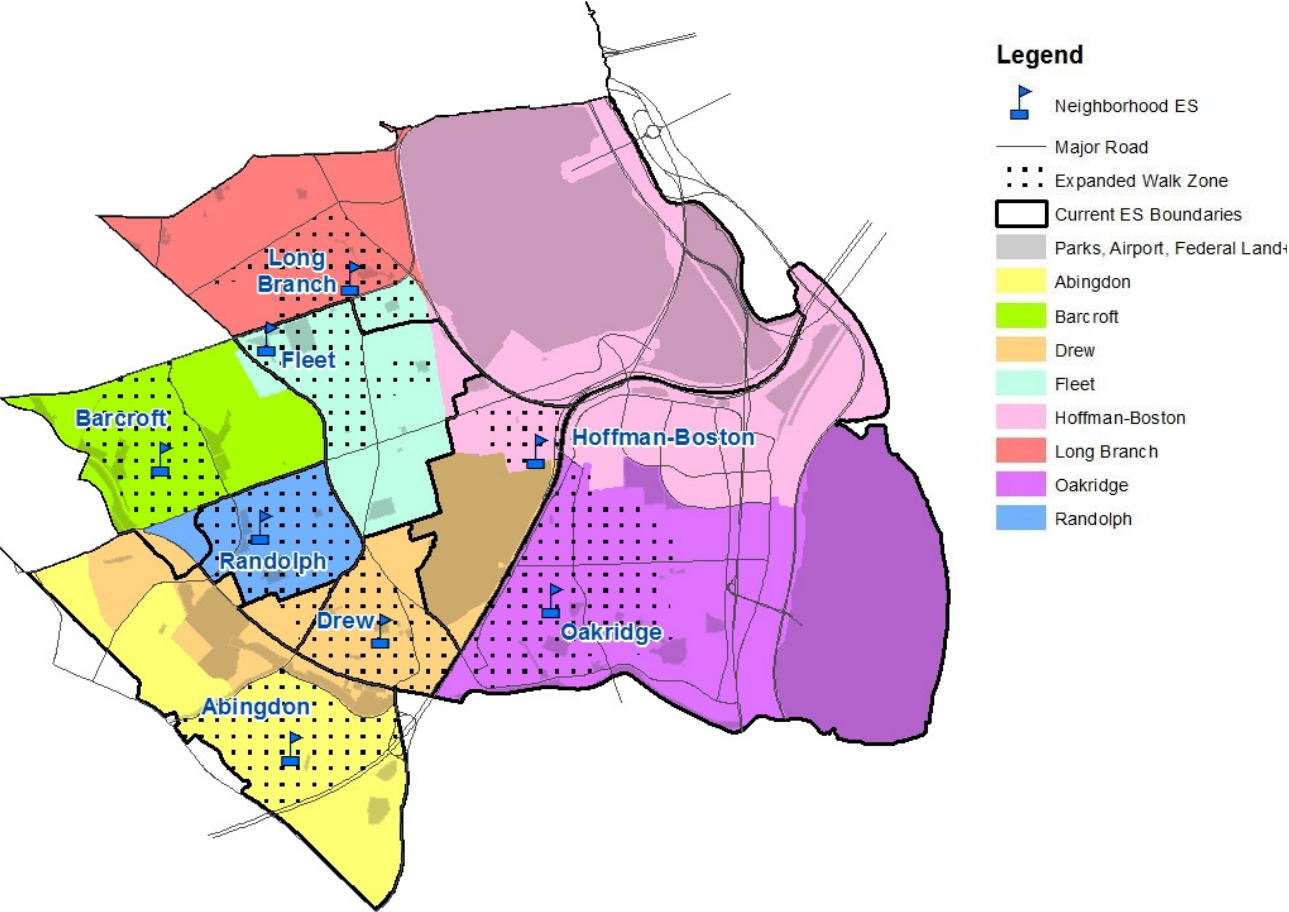 Long
Branch
Fleet
Barcroft
Hoffman-Boston
Randolph
Drew
Oakridge
Abingdon
Legend
Neighborhood ES
Major Road
Expanded Walk Zone
Current ES Boundaries
Parks, Airport, Federal Land+
Abingdon
Barcroft
Drew
Fleet
Hoffman-Boston
Long Branch
Oakridge
Randolph